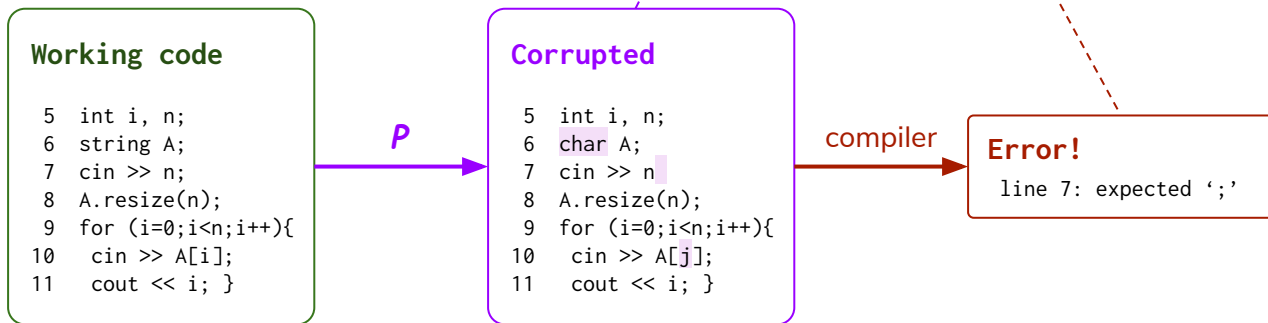 Working code
5 int i, n;
6 string A;
7 cin >> n;
8 A.resize(n);
9 for (i=0;i<n;i++){
10 cin >> A[i];
11 cout << i; }
P
Corrupted
5 int i, n;
6 char A;
7 cin >> n
8 A.resize(n);
9 for (i=0;i<n;i++){
10 cin >> A[j];
11 cout << i; }
compiler
Error!
line 7: expected ‘;’